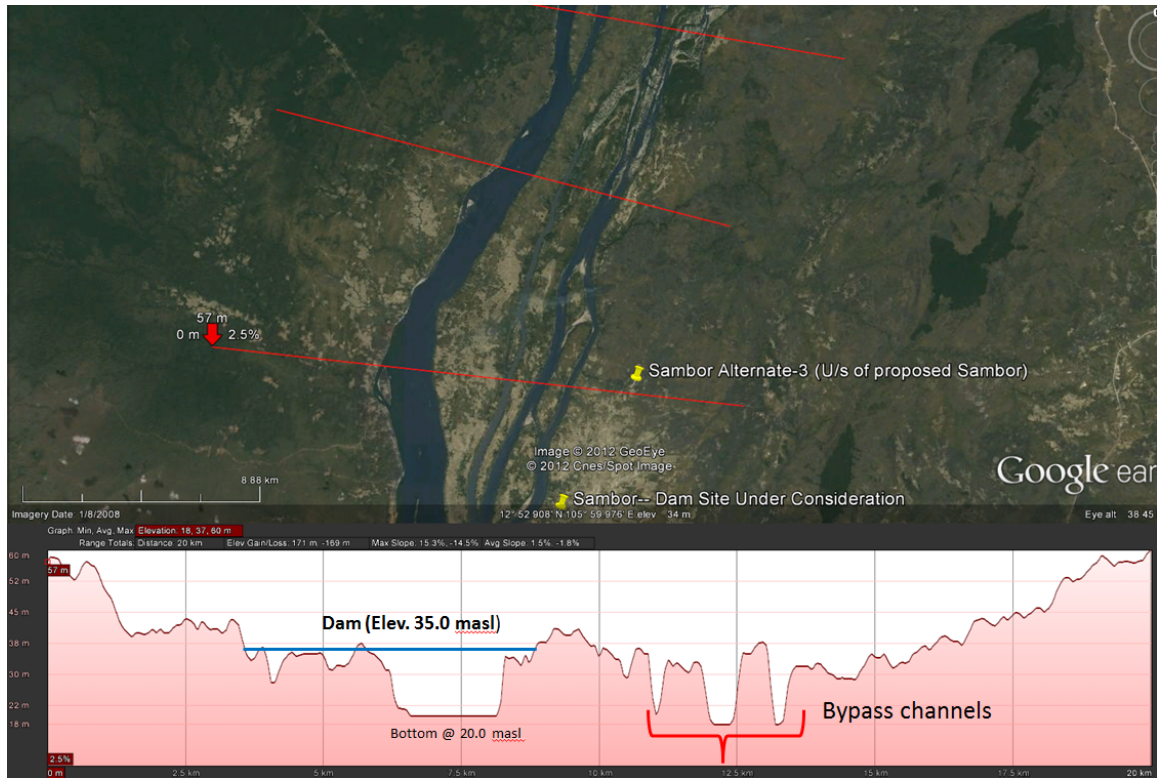 57 m
0 m 2.5%
Sambor Alternate-3 (U/s of proposed Sambor)
Image © 2012 GeoEye
© 2012 Cnes/Spot Image
Google ear
8.88 km
Sambor-- Dam Site Under Consideration
Imagery Date: 1/8/2008 12° 52.908' N 105° 59.976' E elev 34 m Eye alt 38.45
Graph: Min, Avg, Max Elevation: 18, 37, 60 m
Range Totals: Distance: 20 km Elev Gain/Loss: 171 m, -169 m Max Slope: 15.3%, -14.5% Avg Slope: 1.5%, -1.8%
60 m
57 m
52 m
45 m
Dam (Elev. 35.0 masl)
38 m
30 m
22 m
Bypass channels
18 m
Bottom @ 20.0 masl
2.5%
0 m 2.5 km 5 km 7.5 km 10 km 12.5 km 15 km 17.5 km 20 km